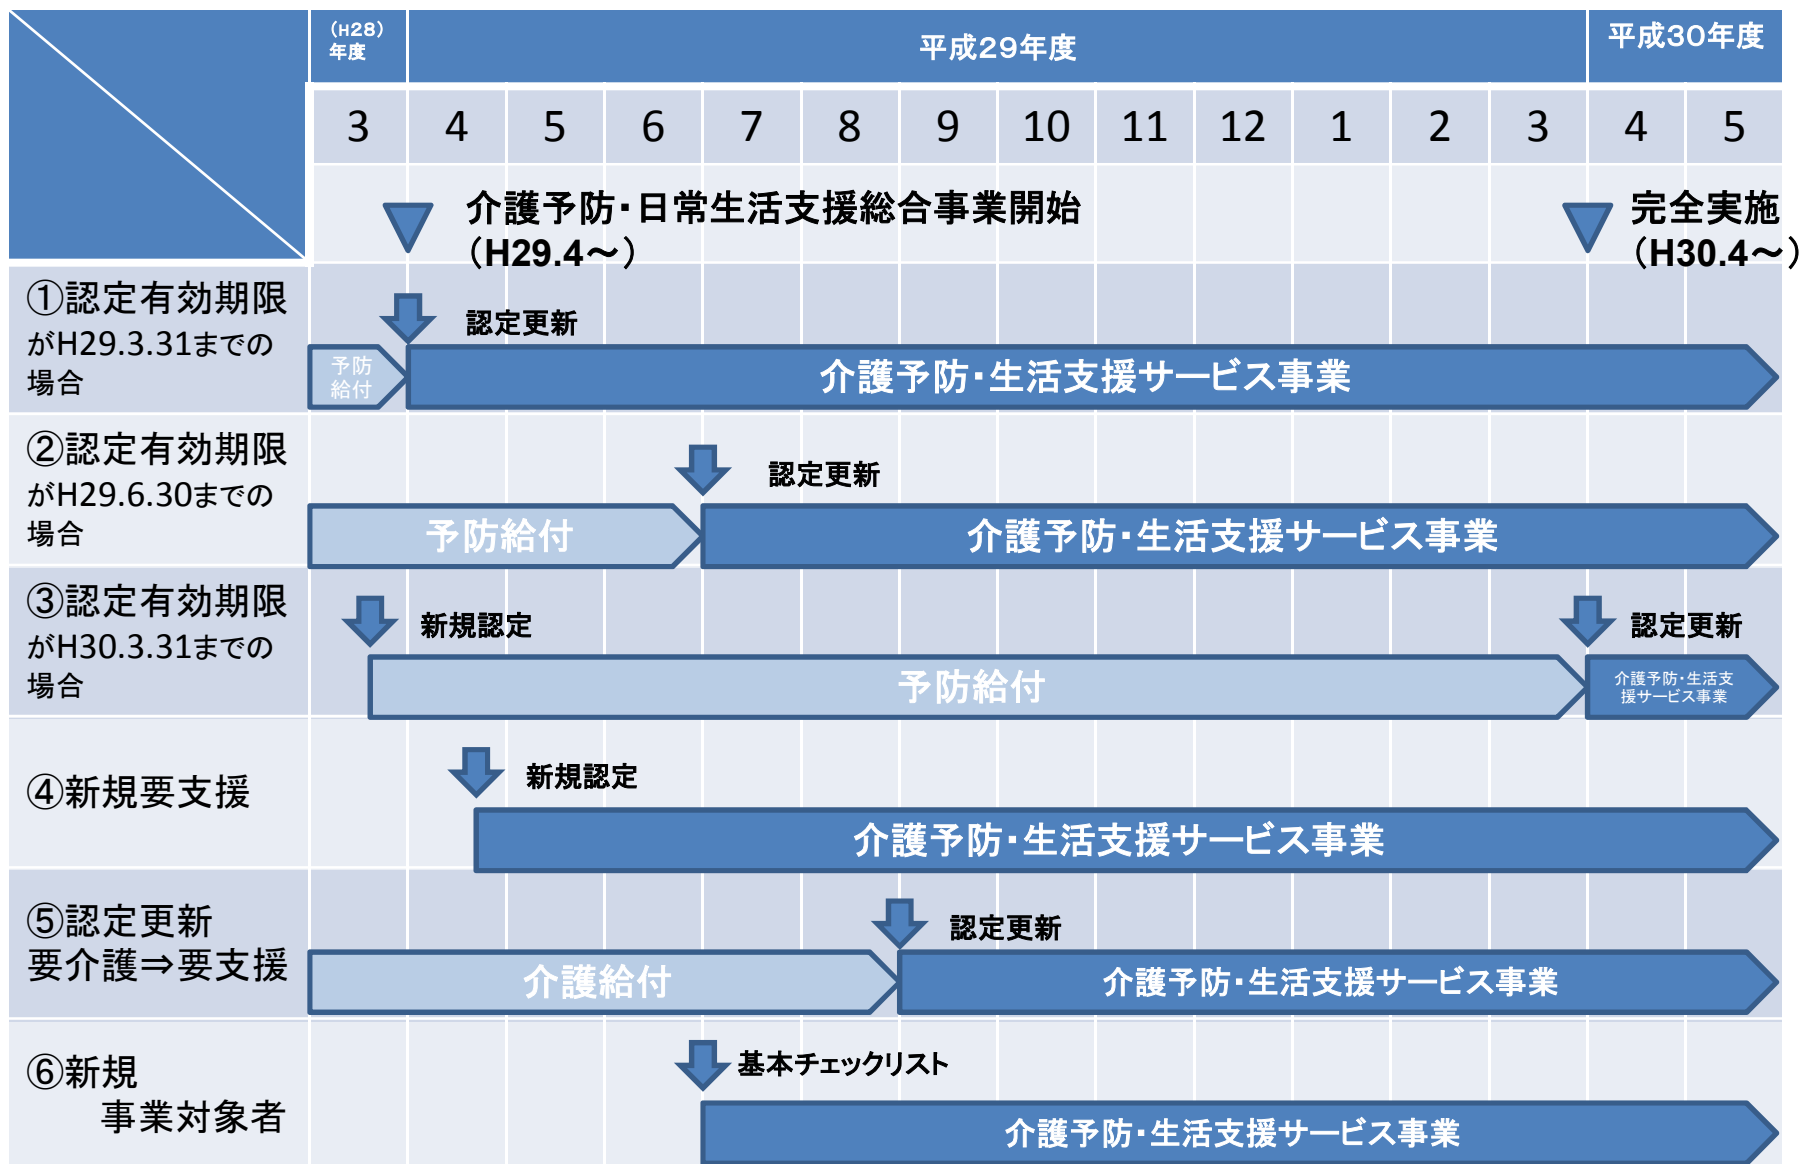 （H28）
年度
平成29年度
平成30年度
3 4 5 6 7 8 9 10 11 12 1 2 3 4 5
介護予防・日常生活支援総合事業開始
（H29.4～）
完全実施
（H30.4～）
①認定有効期限
がH29.3.31までの
場合
認定更新
予防
給付
介護予防・生活支援サービス事業
②認定有効期限
がH29.6.30までの
場合
認定更新
予防給付
介護予防・生活支援サービス事業
③認定有効期限
がH30.3.31までの
場合
新規認定
認定更新
予防給付
介護予防・生活支
援サービス事業
④新規要支援
新規認定
介護予防・生活支援サービス事業
⑤認定更新
要介護⇒要支援
認定更新
介護給付
介護予防・生活支援サービス事業
⑥新規
事業対象者
基本チェックリスト
介護予防・生活支援サービス事業